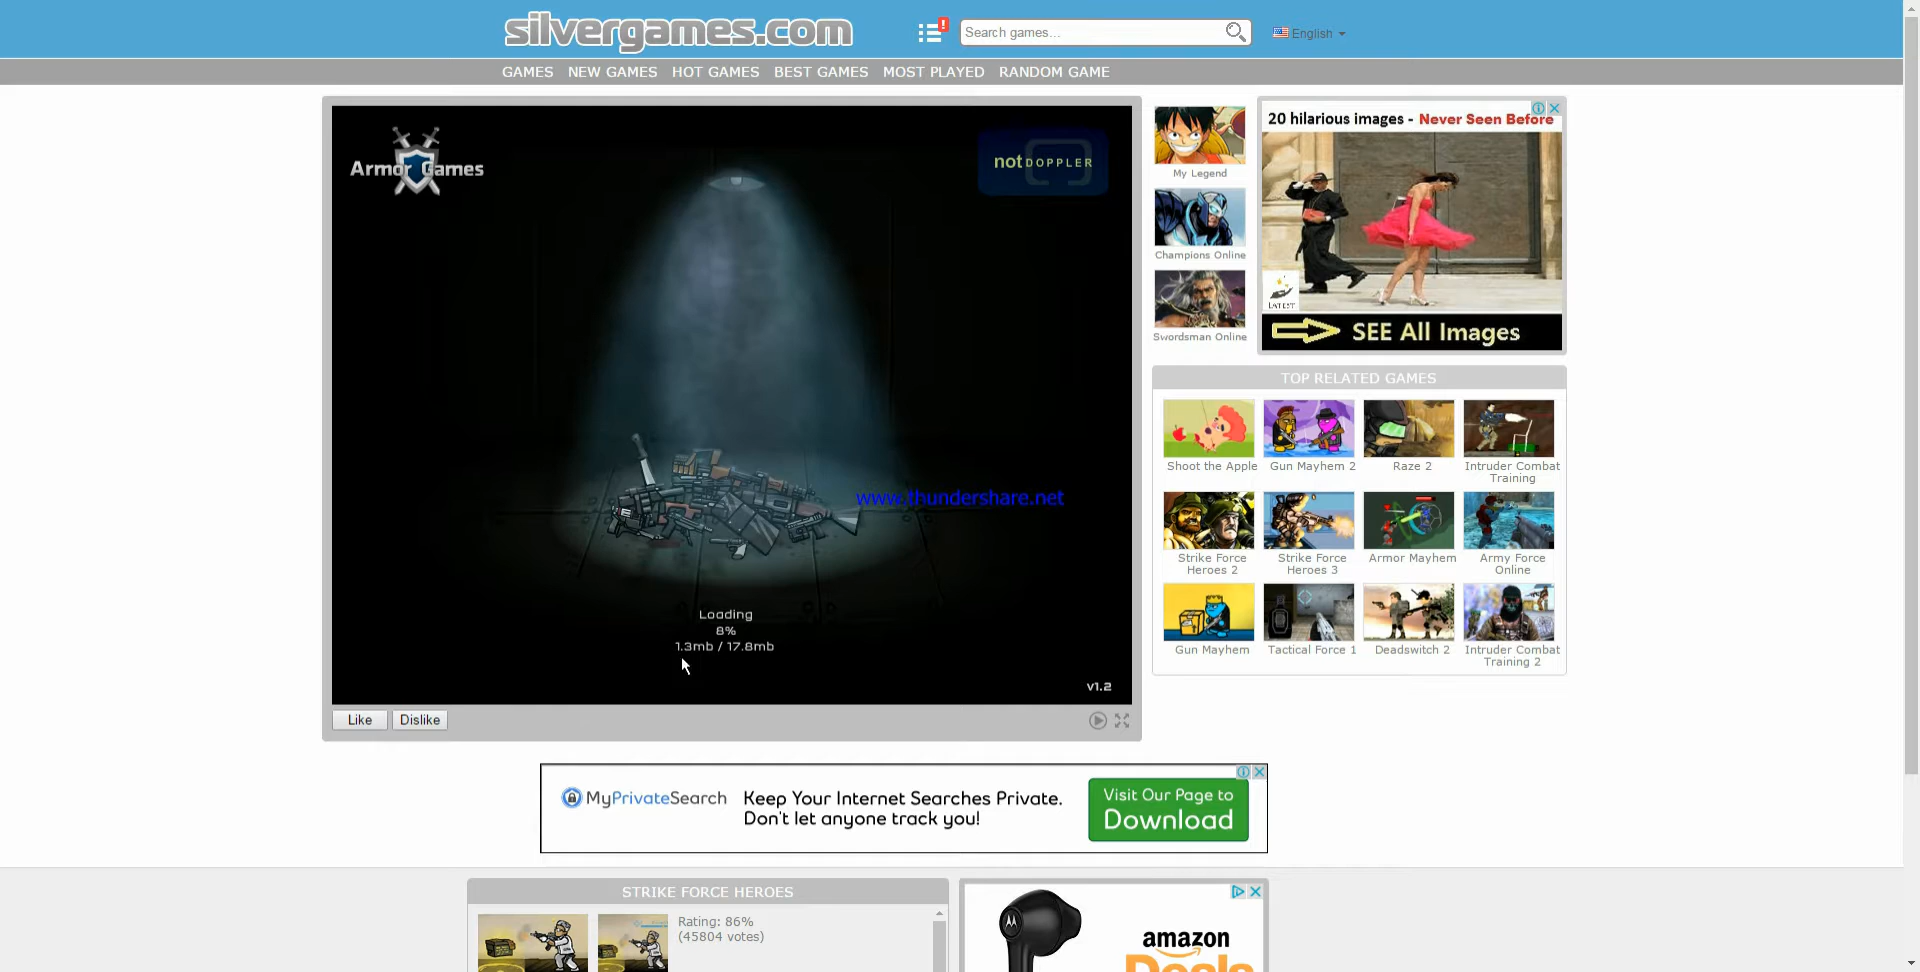 silvergames.com
!
Search games...
English
GAMES NEW GAMES HOT GAMES BEST GAMES MOST PLAYED RANDOM GAME
Armor Games
notDOPPLER
www.thundershare.net
Loading
8%
1.3mb / 17.8mb
v1.2
Like
Dislike
My Legend
Champions Online
Swordsman Online
20 hilarious images - Never Seen Before
LATEST
SEE All Images
TOP RELATED GAMES
Shoot the Apple
Gun Mayhem 2
Raze 2
Intruder Combat
Training
Strike Force
Heroes 2
Strike Force
Heroes 3
Armor Mayhem
Army Force
Online
Gun Mayhem
Tactical Force 1
Deadswitch 2
Intruder Combat
Training 2
MyPrivateSearch
Keep Your Internet Searches Private.
Don't let anyone track you!
Visit Our Page to
Download
STRIKE FORCE HEROES
Rating: 86%
(45804 votes)
amazon
Deals